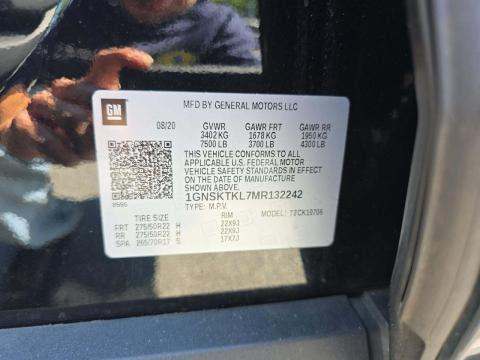 GM
MFD BY GENERAL MOTORS LLC
08/20 GVWR GAWR FRT GAWR RR
3402 KG 1678 KG 1950 KG
7500 LB 3700 LB 4300 LB
THIS VEHICLE CONFORMS TO ALL
APPLICABLE U.S. FEDERAL MOTOR
VEHICLE SAFETY STANDARDS IN EFFECT
ON THE DATE OF MANUFACTURE
1GNSKTKL7MR132242
TYPE: M.P.V. MODEL:
TIRE SIZE RIM
FRT 275/50R22 H 22X9J
RR 275/50R22 H 22X9J
SPA 265/70R17 S 17X7J